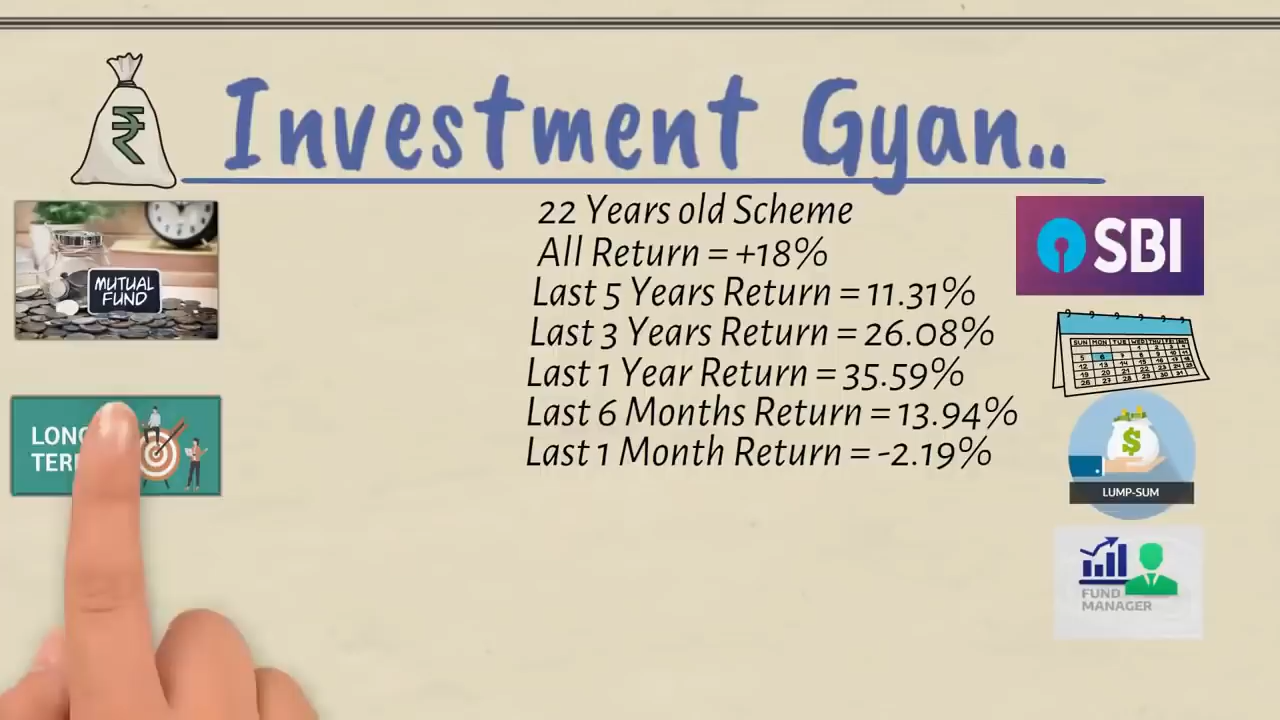 ₹
Investment Gyan..
MUTUAL
FUND
22 Years old Scheme
All Return = +18%
Last 5 Years Return = 11.31%
Last 3 Years Return = 26.08%
Last 1 Year Return = 35.59%
Last 6 Months Return = 13.94%
Last 1 Month Return = -2.19%
SBI
$
LUMP-SUM
FUND
MANAGER